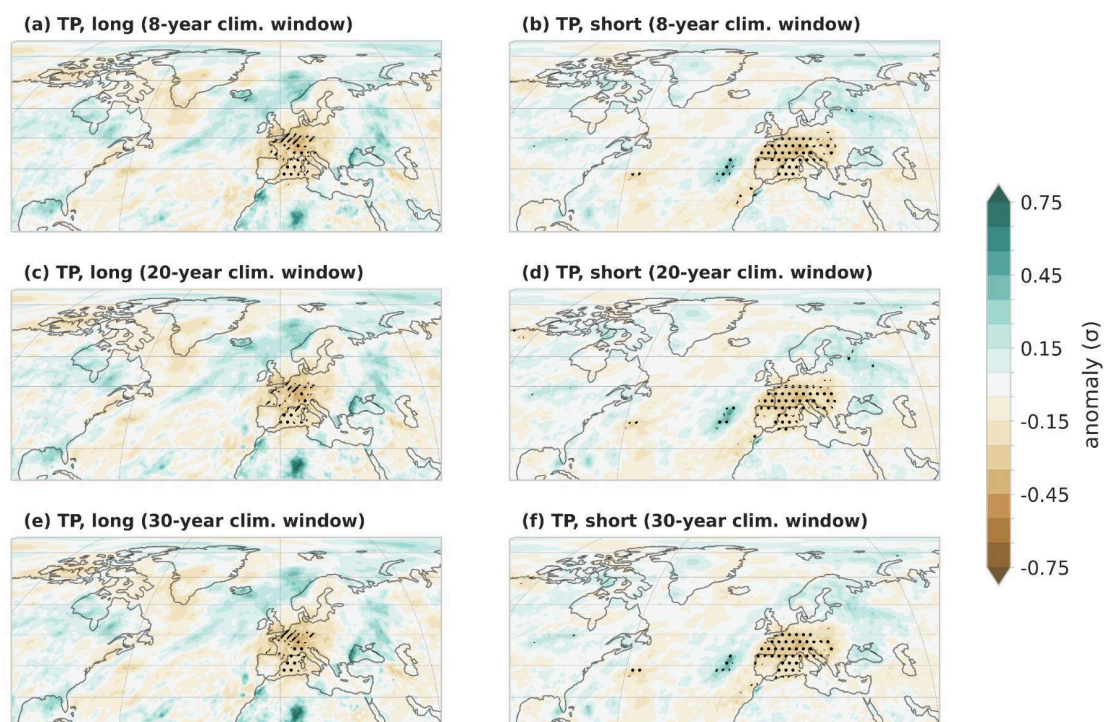 (a) TP, long (8-year clim. window)
(b) TP, short (8-year clim. window)
(c) TP, long (20-year clim. window)
(d) TP, short (20-year clim. window)
(e) TP, long (30-year clim. window)
(f) TP, short (30-year clim. window)
0.75
0.45
0.15
-0.15
-0.45
-0.75
anomaly (σ)